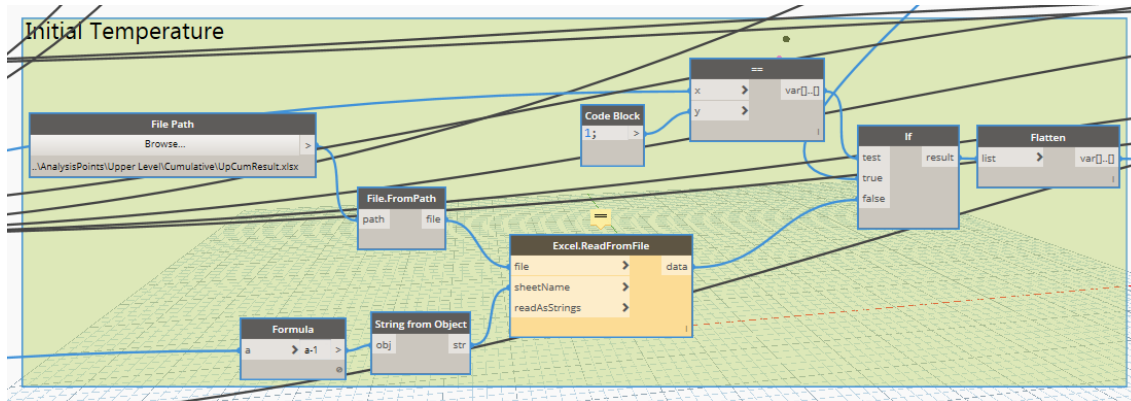 Initial Temperature
==
x > var[]..[]
y >
I
Code Block
1; >
File Path
Browse... >
..\AnalysisPoints\Upper Level\Cumulative\UpCumResult.xlsx
If
test result
true
false
Flatten
list > var[]..[]
I
File.FromPath
path file
=
Excel.ReadFromFile
file > data
sheetName >
readAsStrings >
I
Formula
a > a-1 >
String from Object
obj str